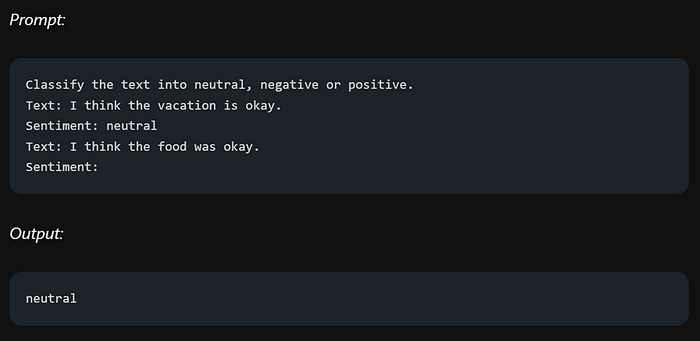 Prompt:
Classify the text into neutral, negative or positive.
Text: I think the vacation is okay.
Sentiment: neutral
Text: I think the food was okay.
Sentiment:
Output:
neutral